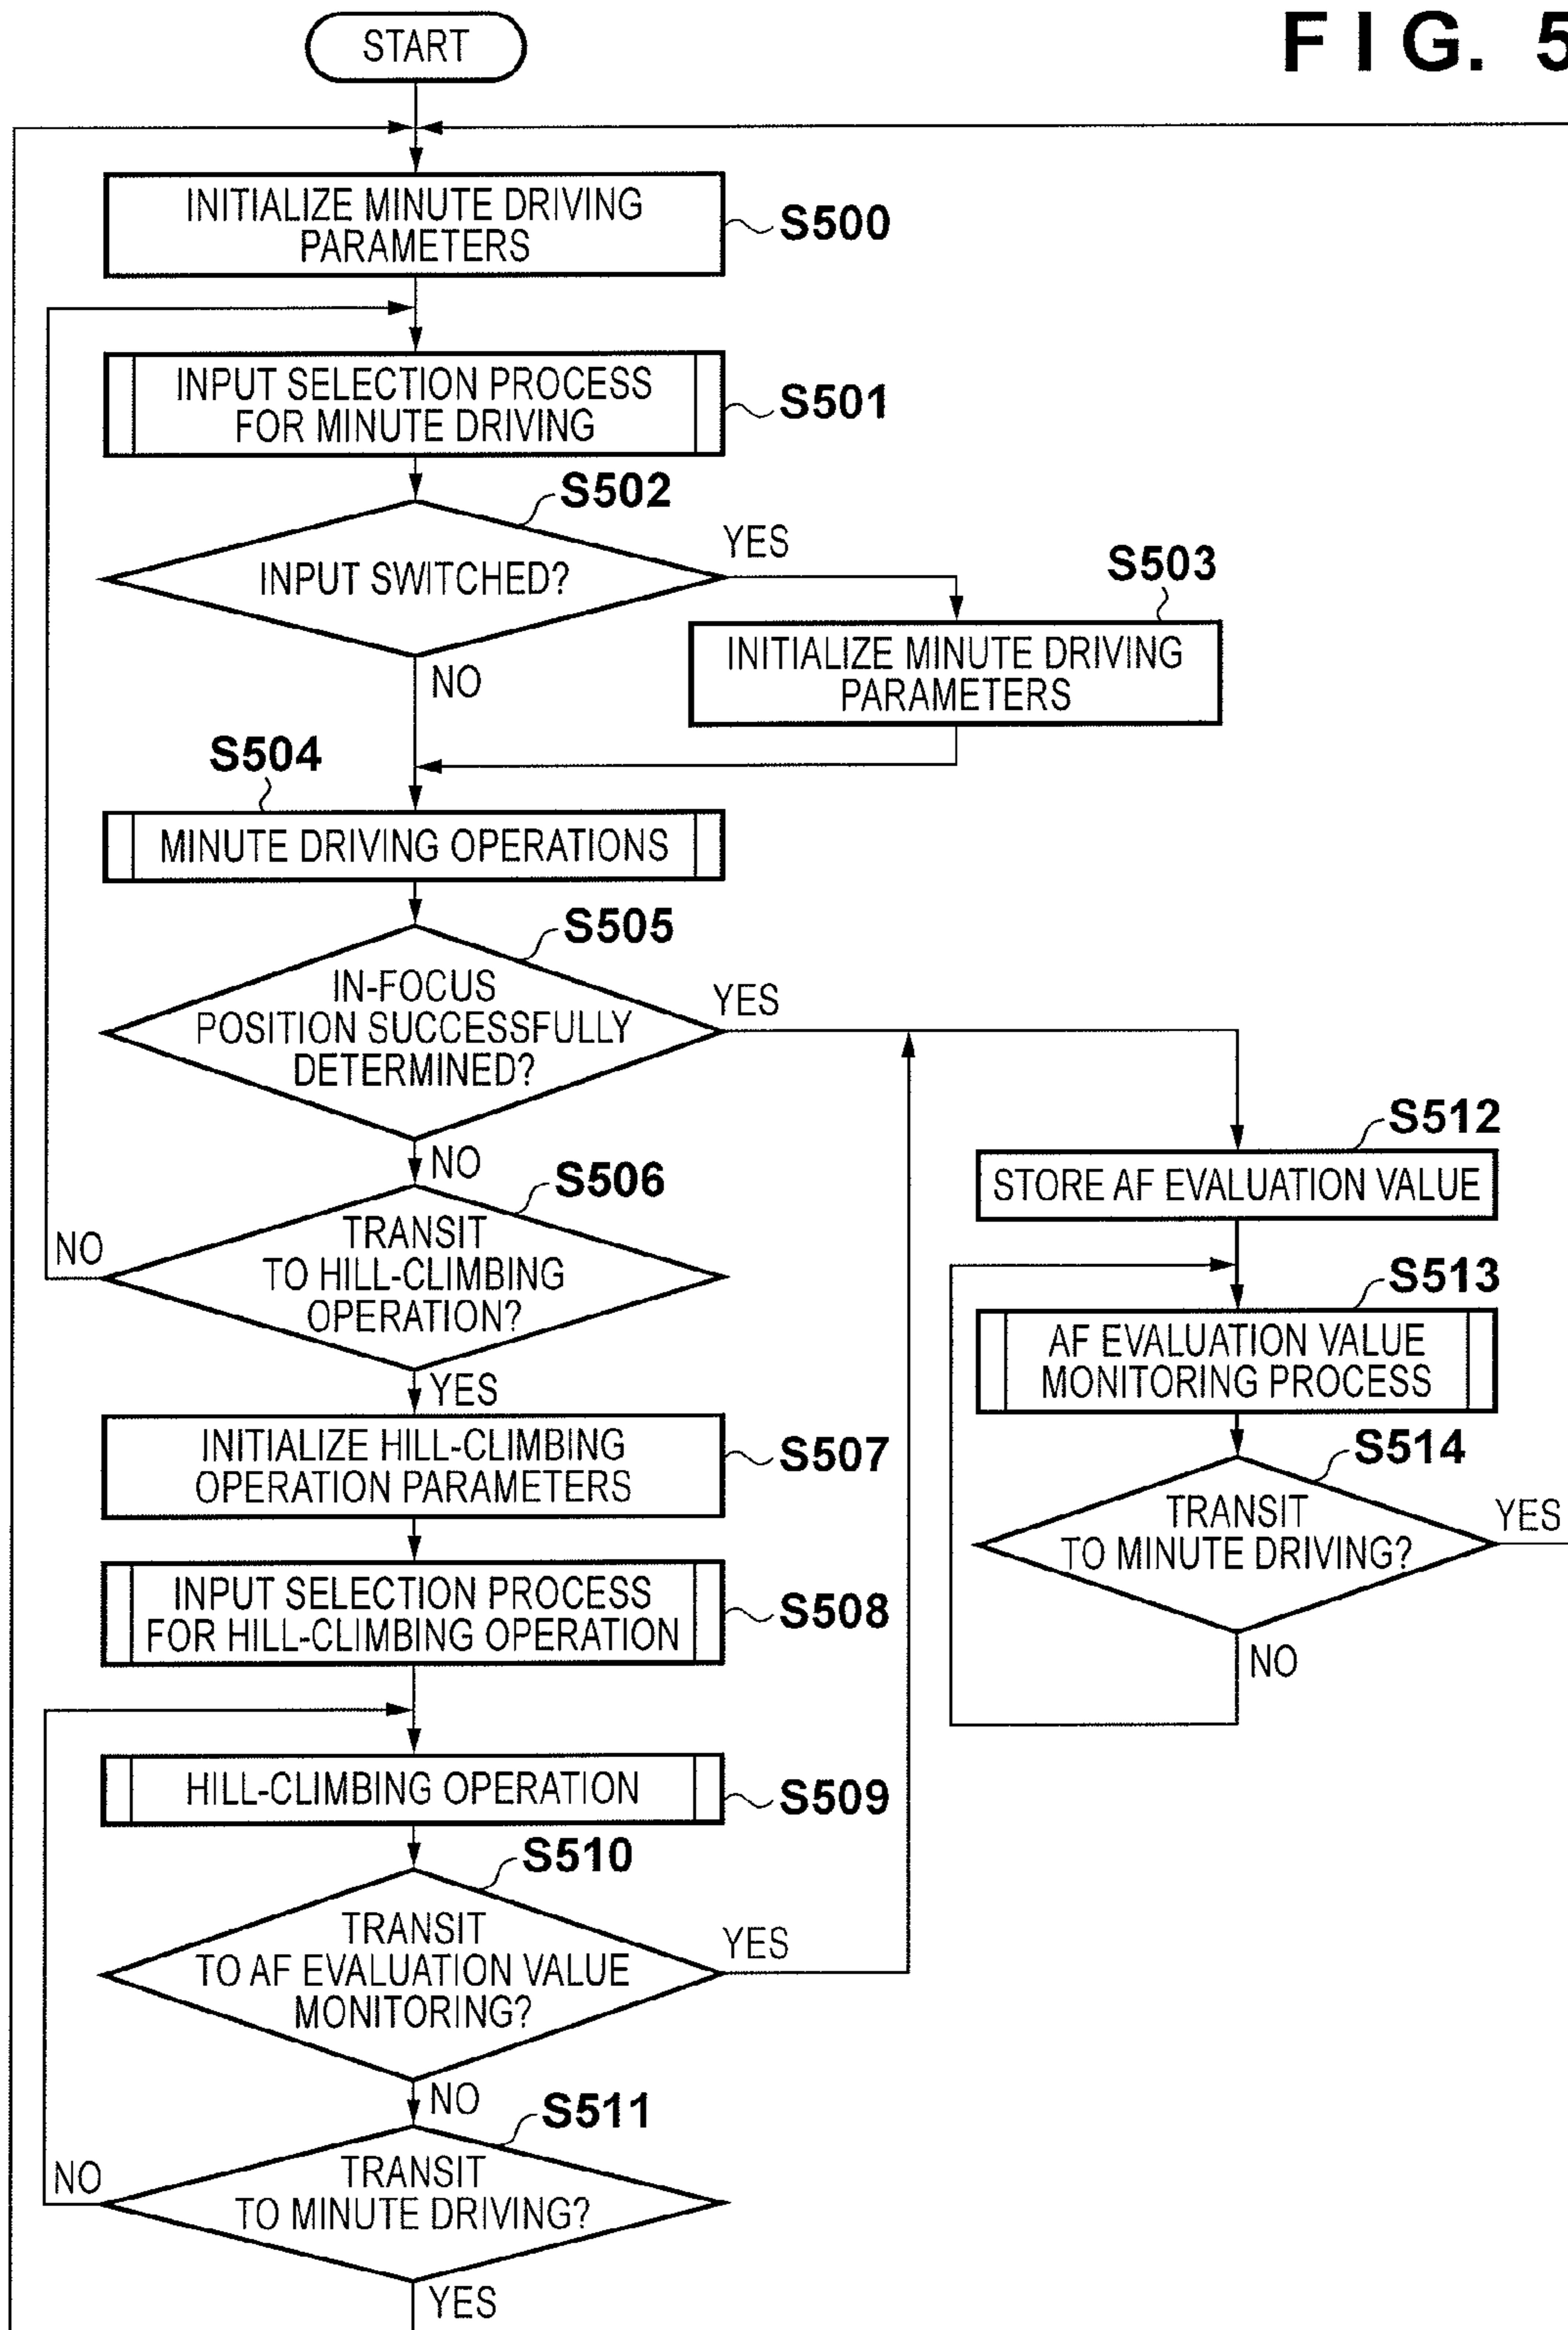 FIG. 5
START
INITIALIZE MINUTE DRIVING
PARAMETERS
S500
INPUT SELECTION PROCESS
FOR MINUTE DRIVING
S501
S502
INPUT SWITCHED?
YES
NO
S503
INITIALIZE MINUTE DRIVING
PARAMETERS
S504
MINUTE DRIVING OPERATIONS
S505
IN-FOCUS
POSITION SUCCESSFULLY
DETERMINED?
YES
NO
S506
TRANSIT
TO HILL-CLIMBING
OPERATION?
NO
YES
INITIALIZE HILL-CLIMBING
OPERATION PARAMETERS
S507
INPUT SELECTION PROCESS
FOR HILL-CLIMBING OPERATION
S508
HILL-CLIMBING OPERATION
S509
S510
TRANSIT
TO AF EVALUATION VALUE
MONITORING?
YES
NO
S511
TRANSIT
TO MINUTE DRIVING?
NO
YES
S512
STORE AF EVALUATION VALUE
S513
AF EVALUATION VALUE
MONITORING PROCESS
S514
TRANSIT
TO MINUTE DRIVING?
YES
NO